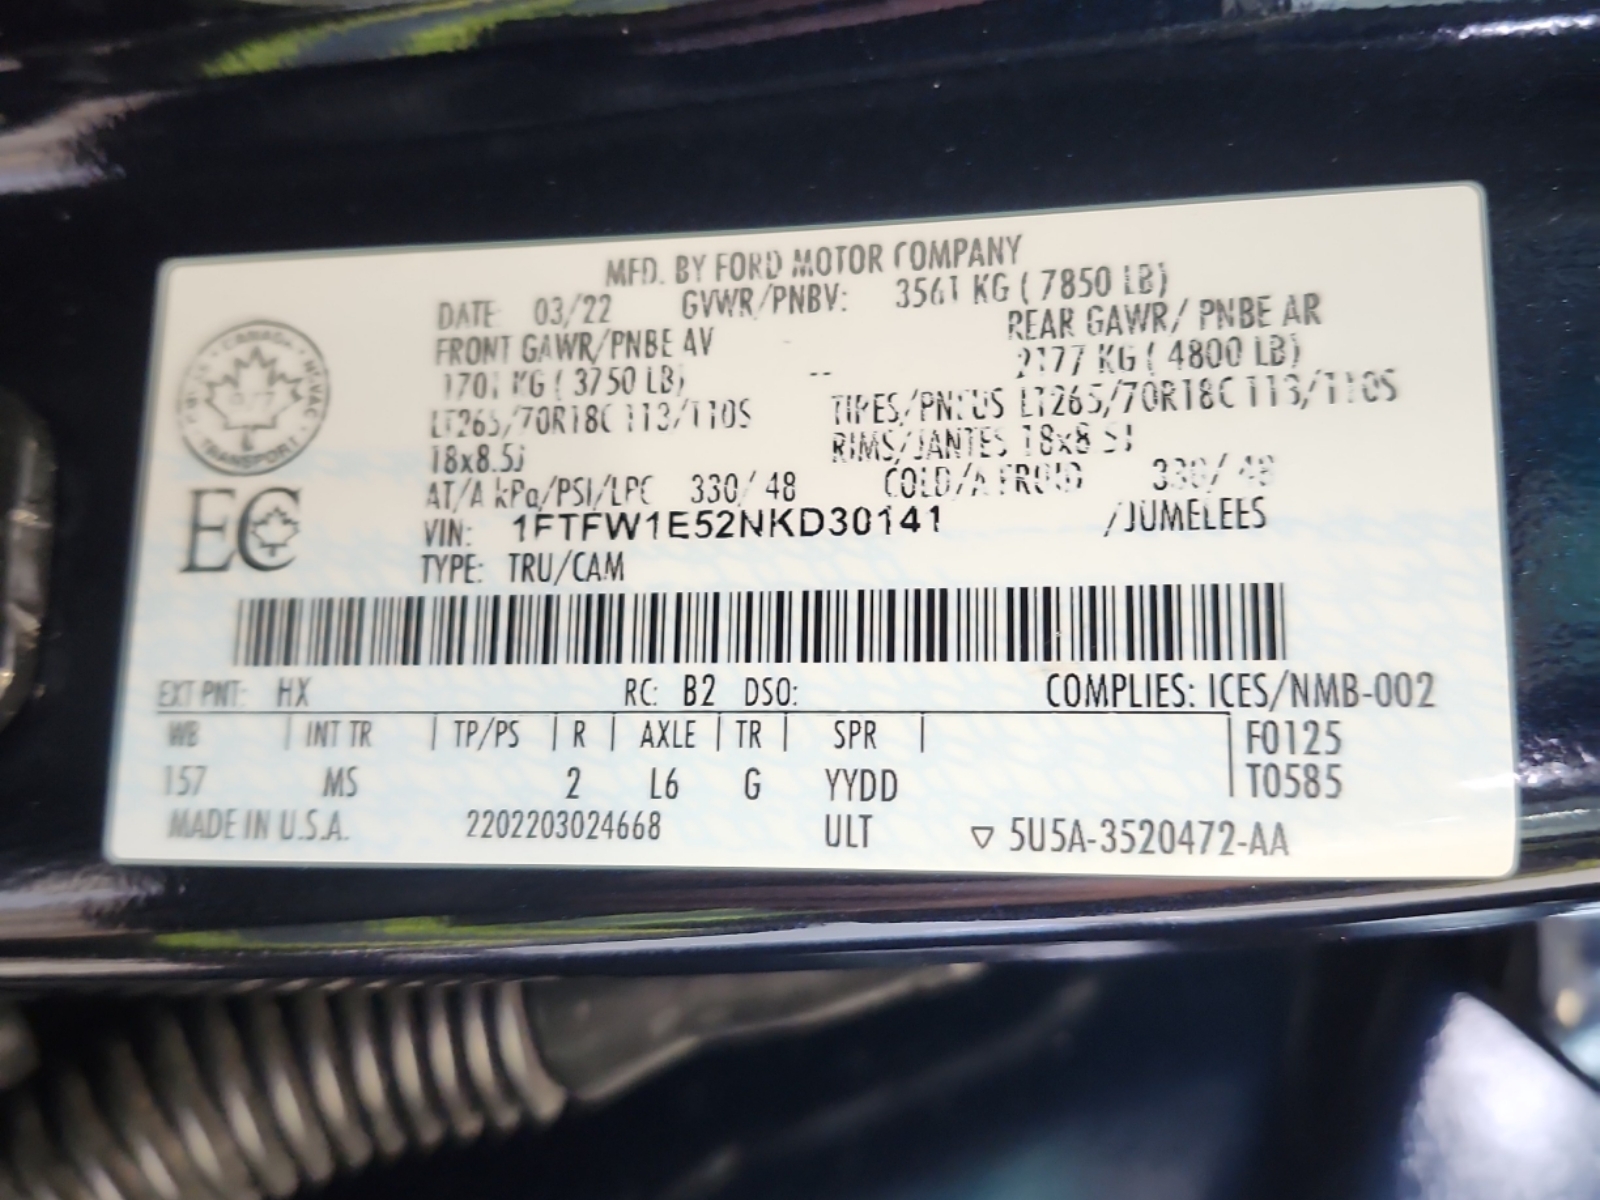 MFD. BY FORD MOTOR COMPANY
DATE: 03/22 GVWR/PNBV: 3561 KG ( 7850 LB)
FRONT GAWR/PNBE AV REAR GAWR/ PNBE AR
1701 KG ( 3750 LB) -- 2177 KG ( 4800 LB)
LT265/70R18C 113/110S TIRES/PNEUS LT265/70R18C 113/110S
18x8.5J RIMS/JANTES 18x8.5J
AT/A kPa/PSI/LPC 330/ 48 COLD/A FROID 330/ 48
VIN: 1FTFW1E52NKD30141 /JUMELEES
TYPE: TRU/CAM
CANADA
TRANSPORT
EC
EXT PNT: HX RC: B2 DSO: COMPLIES: ICES/NMB-002
WB | INT TR | TP/PS | R | AXLE | TR | SPR | F0125
157 MS 2 L6 G YYDD T0585
MADE IN U.S.A. 2202203024668 ULT ▽ 5U5A-3520472-AA